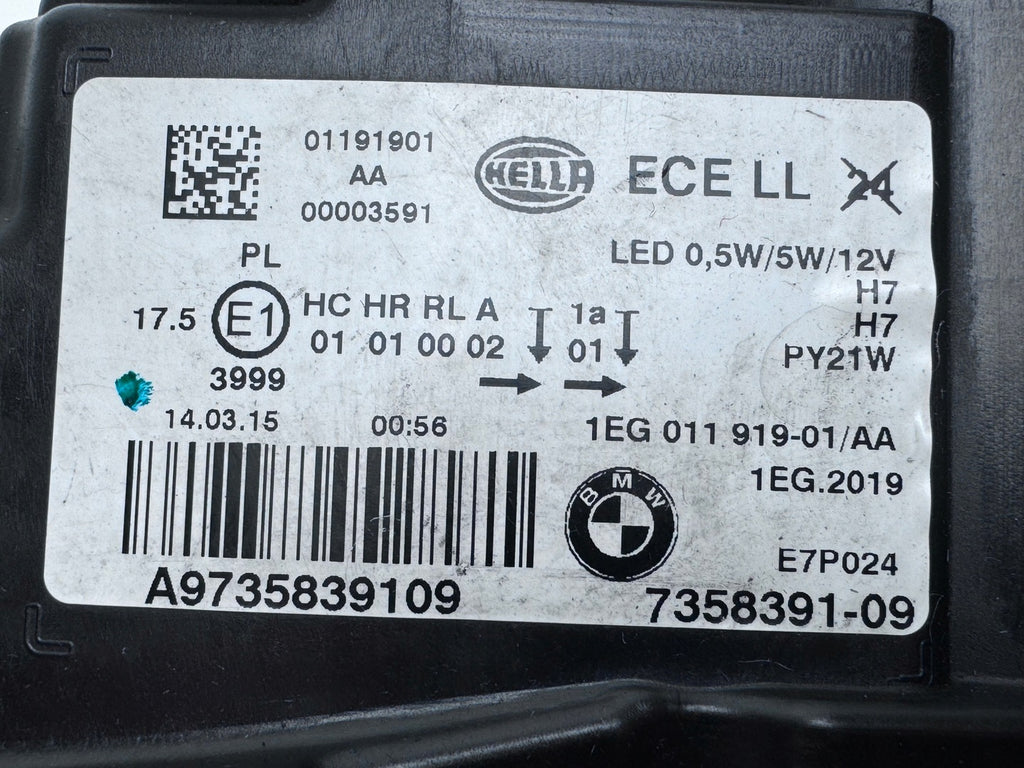 01191901
AA
00003591
HELLA
ECE LL
24
PL
LED 0,5W/5W/12V
H7
H7
PY21W
17.5
E1
HC HR RL A
01 01 00 02
1a
01
3999
14.03.15
00:56
1EG 011 919-01/AA
1EG.2019
BMW
E7P024
A9735839109
7358391-09